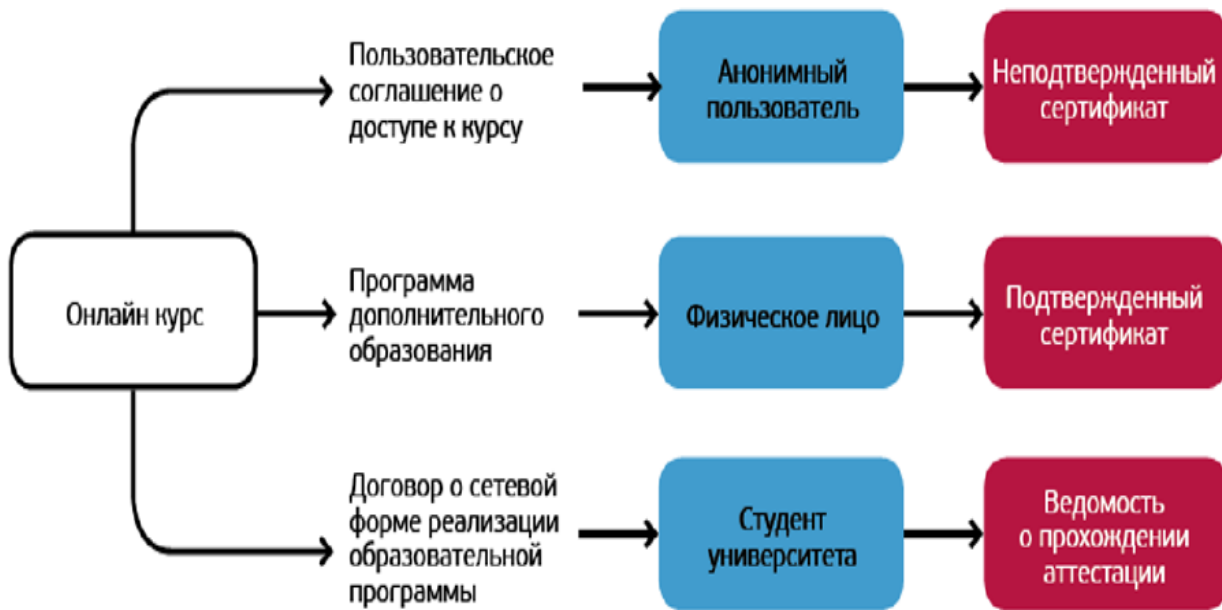 Пользовательское
соглашение о
доступе к курсу
Анонимный
пользователь
Неподтвержденный
сертификат
Онлайн курс
Программа
дополнительного
образования
Физическое лицо
Подтвержденный
сертификат
Договор о сетевой
форме реализации
образовательной
программы
Студент
университета
Ведомость
о прохождении
аттестации